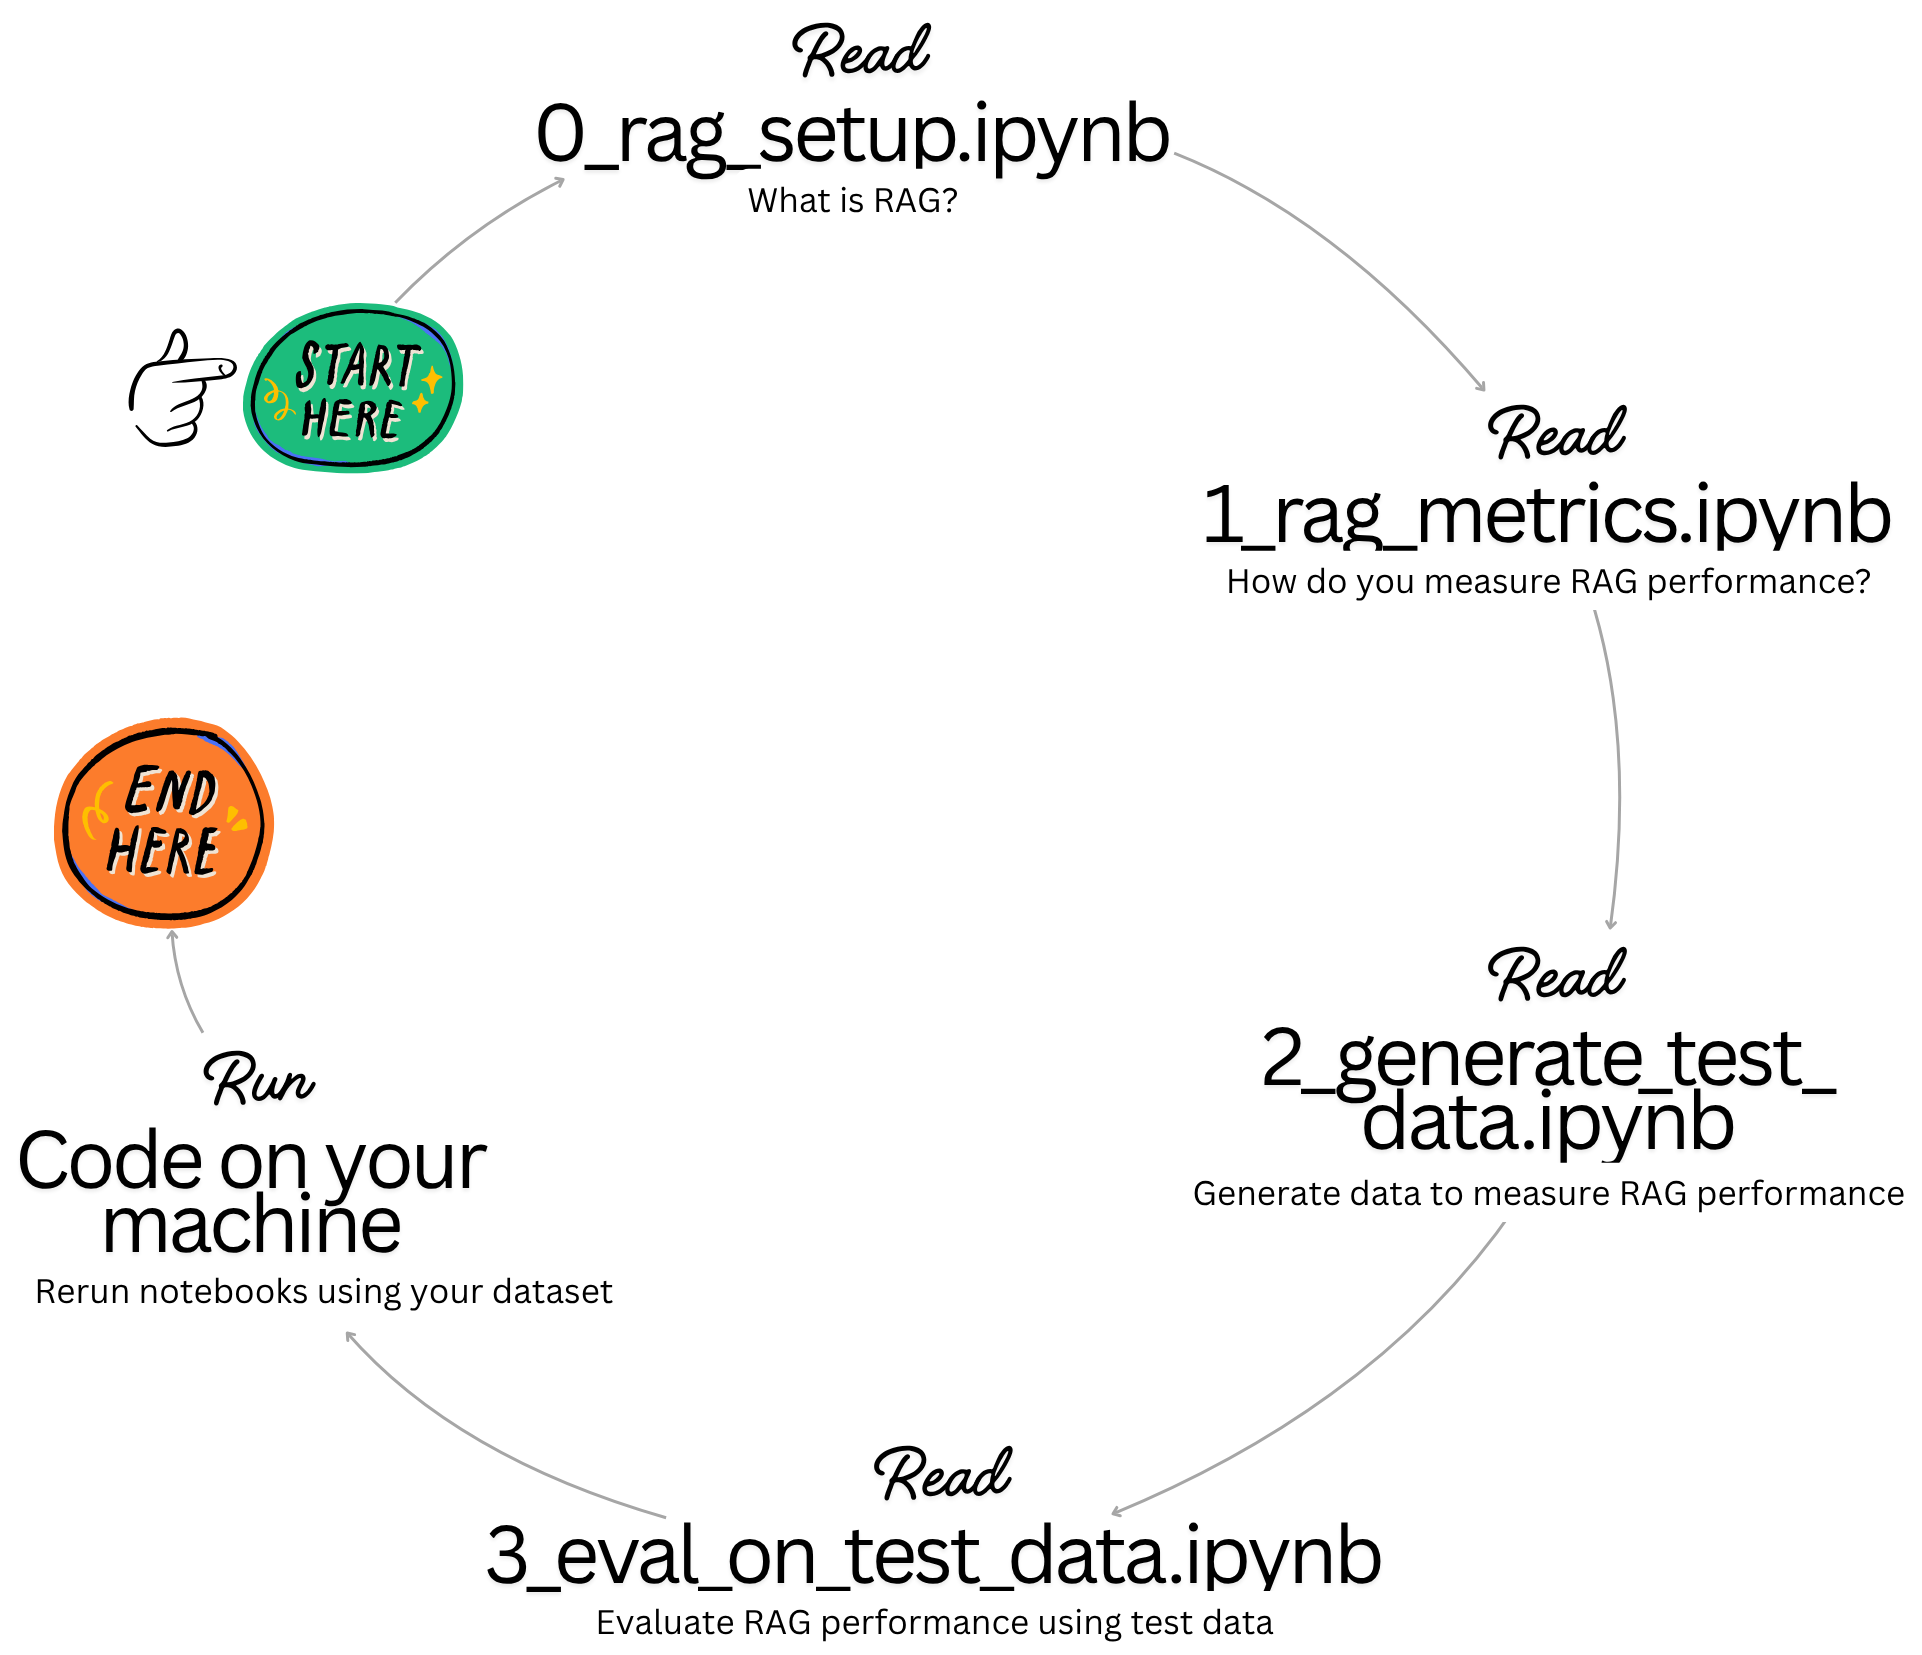 Read
0_rag_setup.ipynb
What is RAG?
START
HERE
Read
1_rag_metrics.ipynb
How do you measure RAG performance?
END
HERE
Read
2_generate_test_
data.ipynb
Generate data to measure RAG performance
Run
Code on your
machine
Rerun notebooks using your dataset
Read
3_eval_on_test_data.ipynb
Evaluate RAG performance using test data